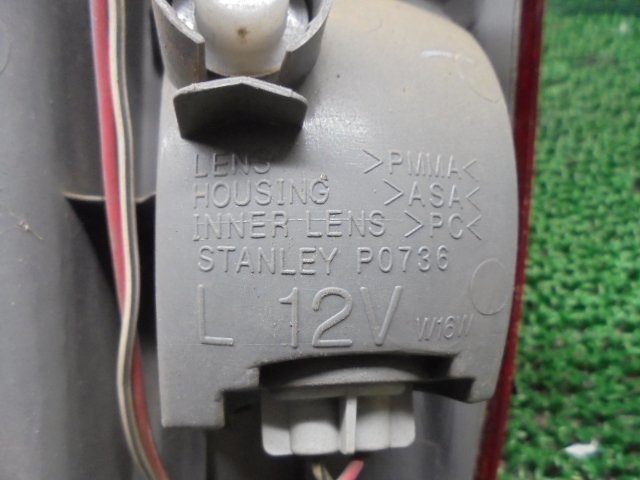 LENS >PMMA<
HOUSING >ASA<
INNER LENS >PC<
STANLEY P0736
L 12V W16W